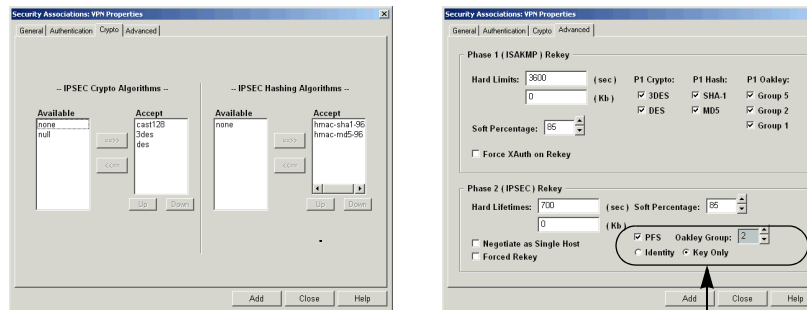 Security Associations: VPN Properties
General Authentication Crypto Advanced
-- IPSEC Crypto Algorithms --
-- IPSEC Hashing Algorithms --
Available Accept
none cast128
null 3des
des
==>>
<<==
Up Down
Available Accept
none hmac-sha1-96
hmac-md5-96
==>>
<<==
Up Down
Add Close Help
Security Associations: VPN Properties
General Authentication Crypto Advanced
Phase 1 ( ISAKMP ) Rekey
Hard Limits: 3600 (sec) P1 Crypto: P1 Hash: P1 Oakley:
0 (Kb) 3DES SHA-1 Group 5
DES MD5 Group 2
Soft Percentage: 85 Group 1
Force XAuth on Rekey
Phase 2 ( IPSEC ) Rekey
Hard Lifetimes: 700 (sec) Soft Percentage: 85
0 (Kb)
PFS Oakley Group: 2
Negotiate as Single Host
Identity Key Only
Forced Rekey
Add Close Help